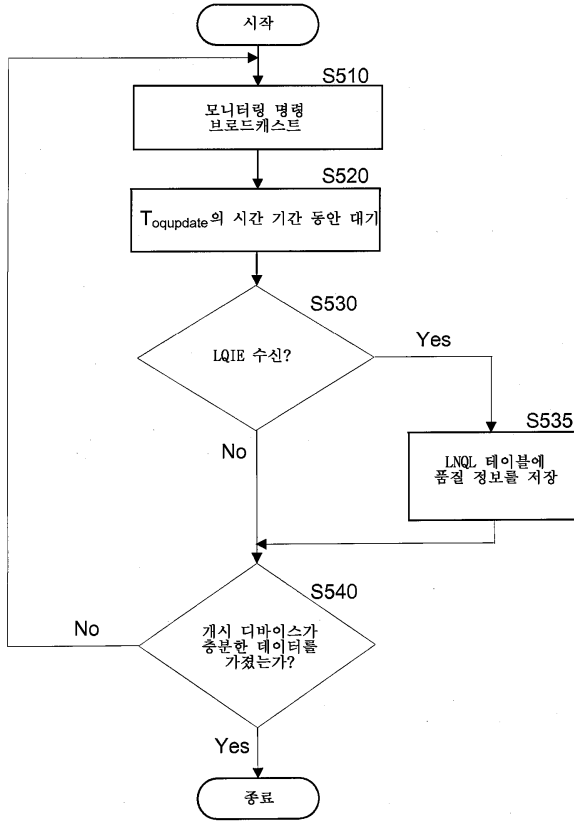 시작
S510
모니터링 명령
브로드캐스트
S520
Toqupdate의 시간 기간 동안 대기
S530
LQIE 수신?
Yes
No
S535
LNQL 테이블에
품질 정보를 저장
S540
개시 디바이스가
충분한 데이터를
가졌는가?
No
Yes
종료